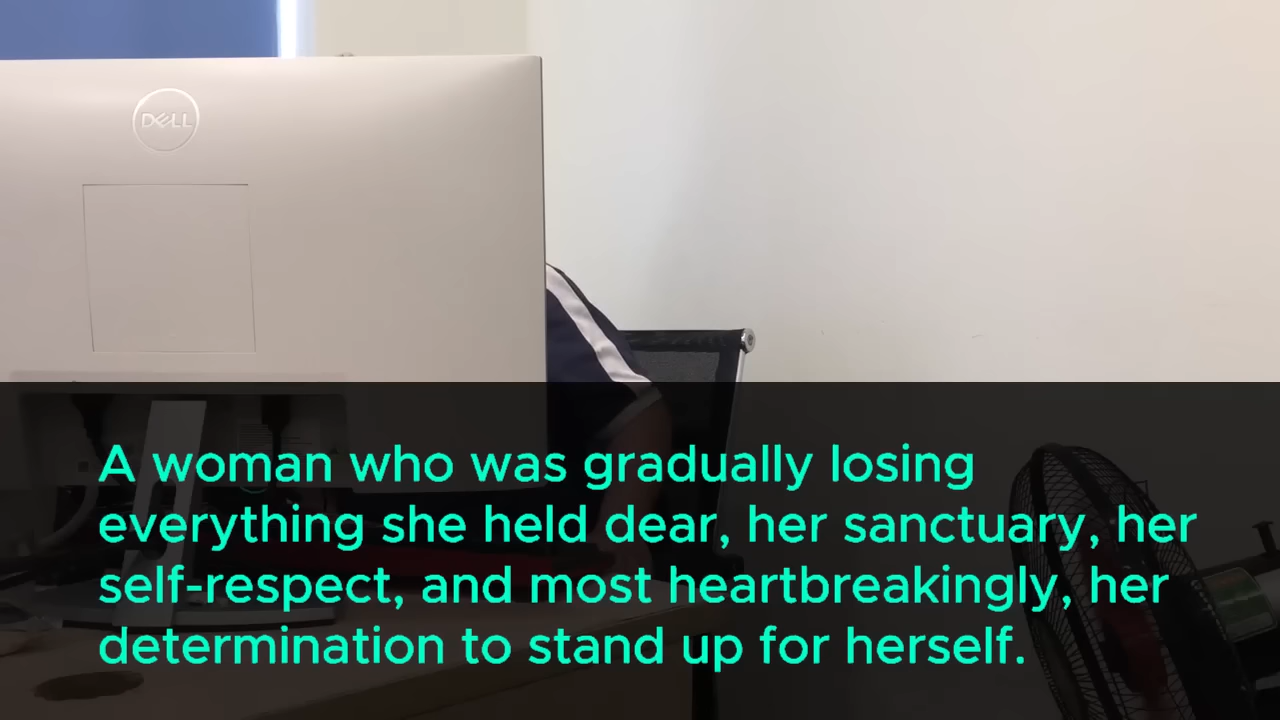 DELL
A woman who was gradually losing
everything she held dear, her sanctuary, her
self-respect, and most heartbreakingly, her
determination to stand up for herself.